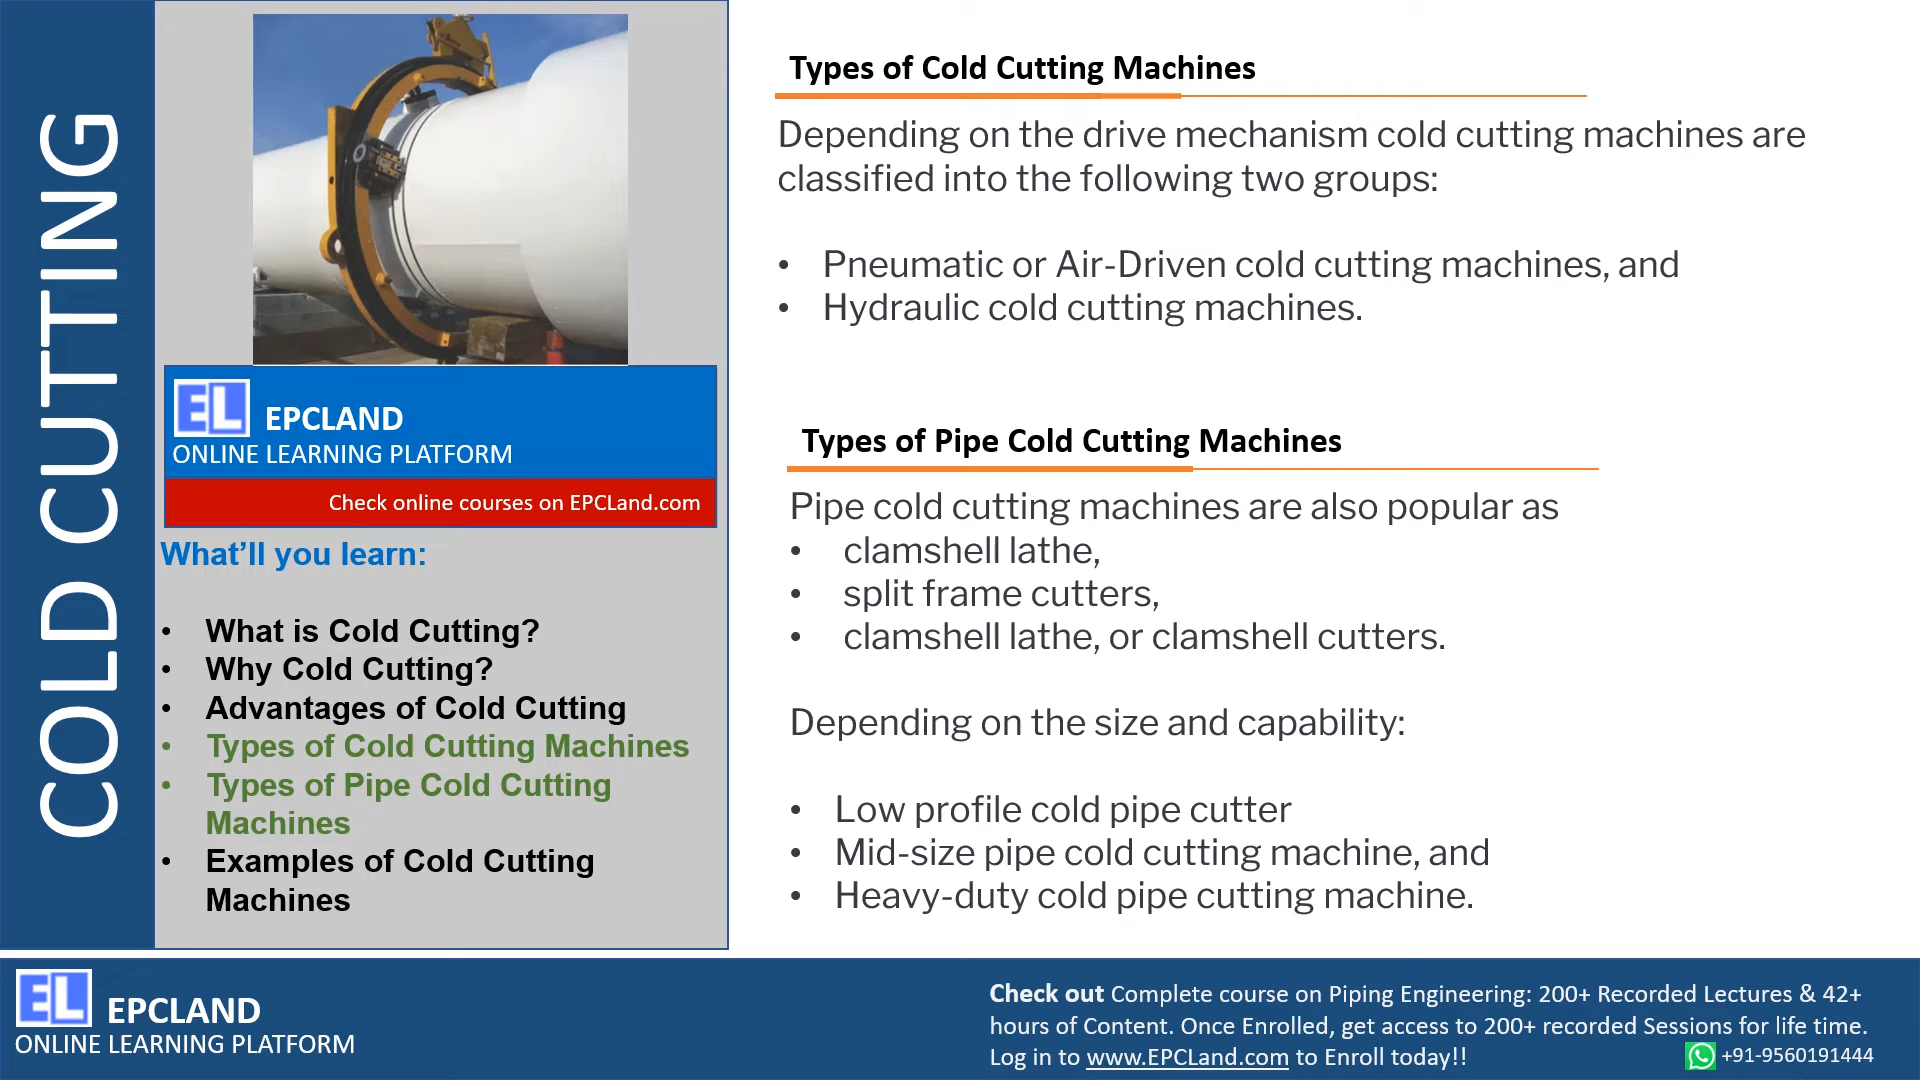 COLD CUTTING
EL EPCLAND
ONLINE LEARNING PLATFORM
Check online courses on EPCLand.com
What’ll you learn:
• What is Cold Cutting?
• Why Cold Cutting?
• Advantages of Cold Cutting
• Types of Cold Cutting Machines
• Types of Pipe Cold Cutting
Machines
• Examples of Cold Cutting
Machines
Types of Cold Cutting Machines
Depending on the drive mechanism cold cutting machines are
classified into the following two groups:
• Pneumatic or Air-Driven cold cutting machines, and
• Hydraulic cold cutting machines.
Types of Pipe Cold Cutting Machines
Pipe cold cutting machines are also popular as
• clamshell lathe,
• split frame cutters,
• clamshell lathe, or clamshell cutters.
Depending on the size and capability:
• Low profile cold pipe cutter
• Mid-size pipe cold cutting machine, and
• Heavy-duty cold pipe cutting machine.
EL EPCLAND
ONLINE LEARNING PLATFORM
Check out Complete course on Piping Engineering: 200+ Recorded Lectures & 42+
hours of Content. Once Enrolled, get access to 200+ recorded Sessions for life time.
Log in to www.EPCLand.com to Enroll today!!
+91-9560191444